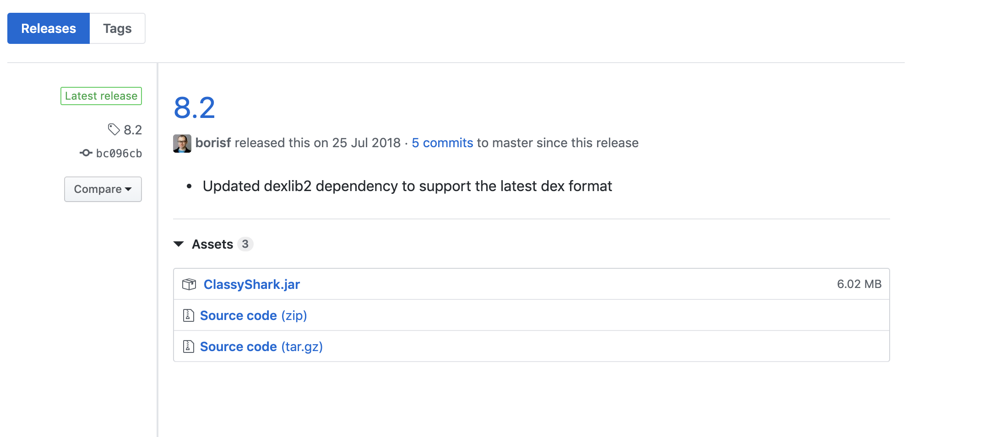 Releases Tags
Latest release
8.2
bc096cb
Compare
8.2
borisf released this on 25 Jul 2018 · 5 commits to master since this release
• Updated dexlib2 dependency to support the latest dex format
Assets 3
ClassyShark.jar 6.02 MB
Source code (zip)
Source code (tar.gz)